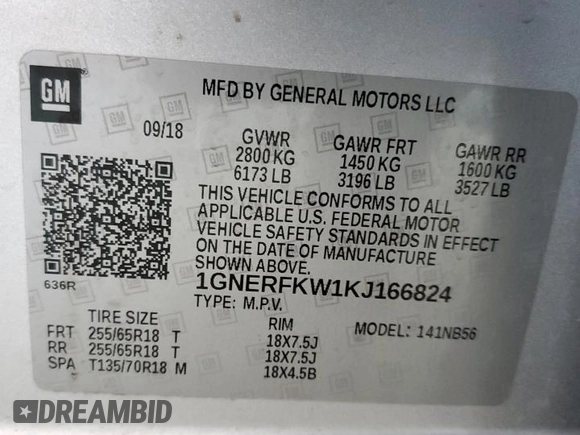 GM
MFD BY GENERAL MOTORS LLC
09/18
GVWR GAWR FRT GAWR RR
2800 KG 1450 KG 1600 KG
6173 LB 3196 LB 3527 LB
THIS VEHICLE CONFORMS TO ALL
APPLICABLE U.S. FEDERAL MOTOR
VEHICLE SAFETY STANDARDS IN EFFECT
ON THE DATE OF MANUFACTURE
SHOWN ABOVE.
636R
1GNERFKW1KJ166824
TYPE: M.P.V.
TIRE SIZE RIM MODEL: 141NB56
FRT 255/65R18 T 18X7.5J
RR 255/65R18 T 18X7.5J
SPA T135/70R18 M 18X4.5B
DREAMBID